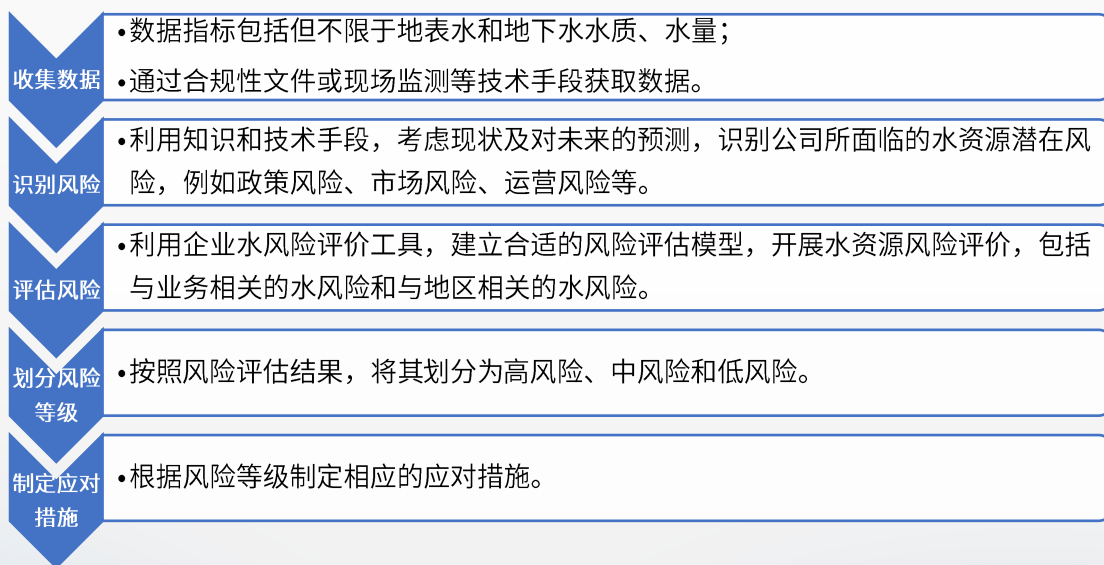 收集数据
•数据指标包括但不限于地表水和地下水水质、水量；
•通过合规性文件或现场监测等技术手段获取数据。
识别风险
•利用知识和技术手段，考虑现状及对未来的预测，识别公司所面临的水资源潜在风
险，例如政策风险、市场风险、运营风险等。
评估风险
•利用企业水风险评价工具，建立合适的风险评估模型，开展水资源风险评价，包括
与业务相关的水风险和与地区相关的水风险。
划分风险
等级
•按照风险评估结果，将其划分为高风险、中风险和低风险。
制定应对
措施
•根据风险等级制定相应的应对措施。